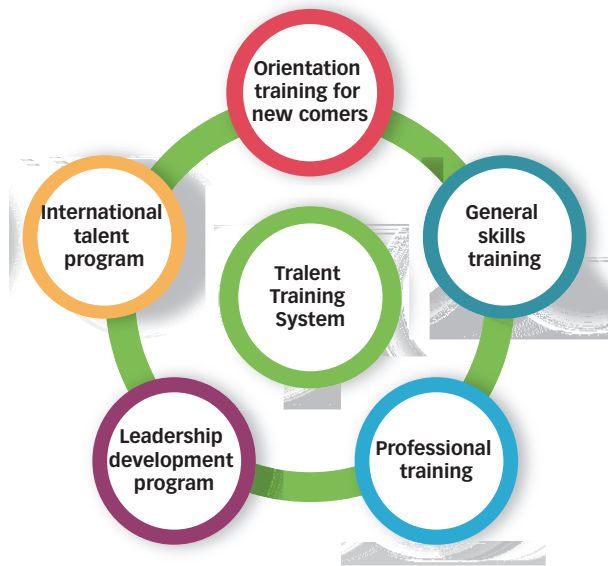 Orientation
training for
new comers
General
skills
training
Professional
training
Leadership
development
program
International
talent
program
Tralent
Training
System